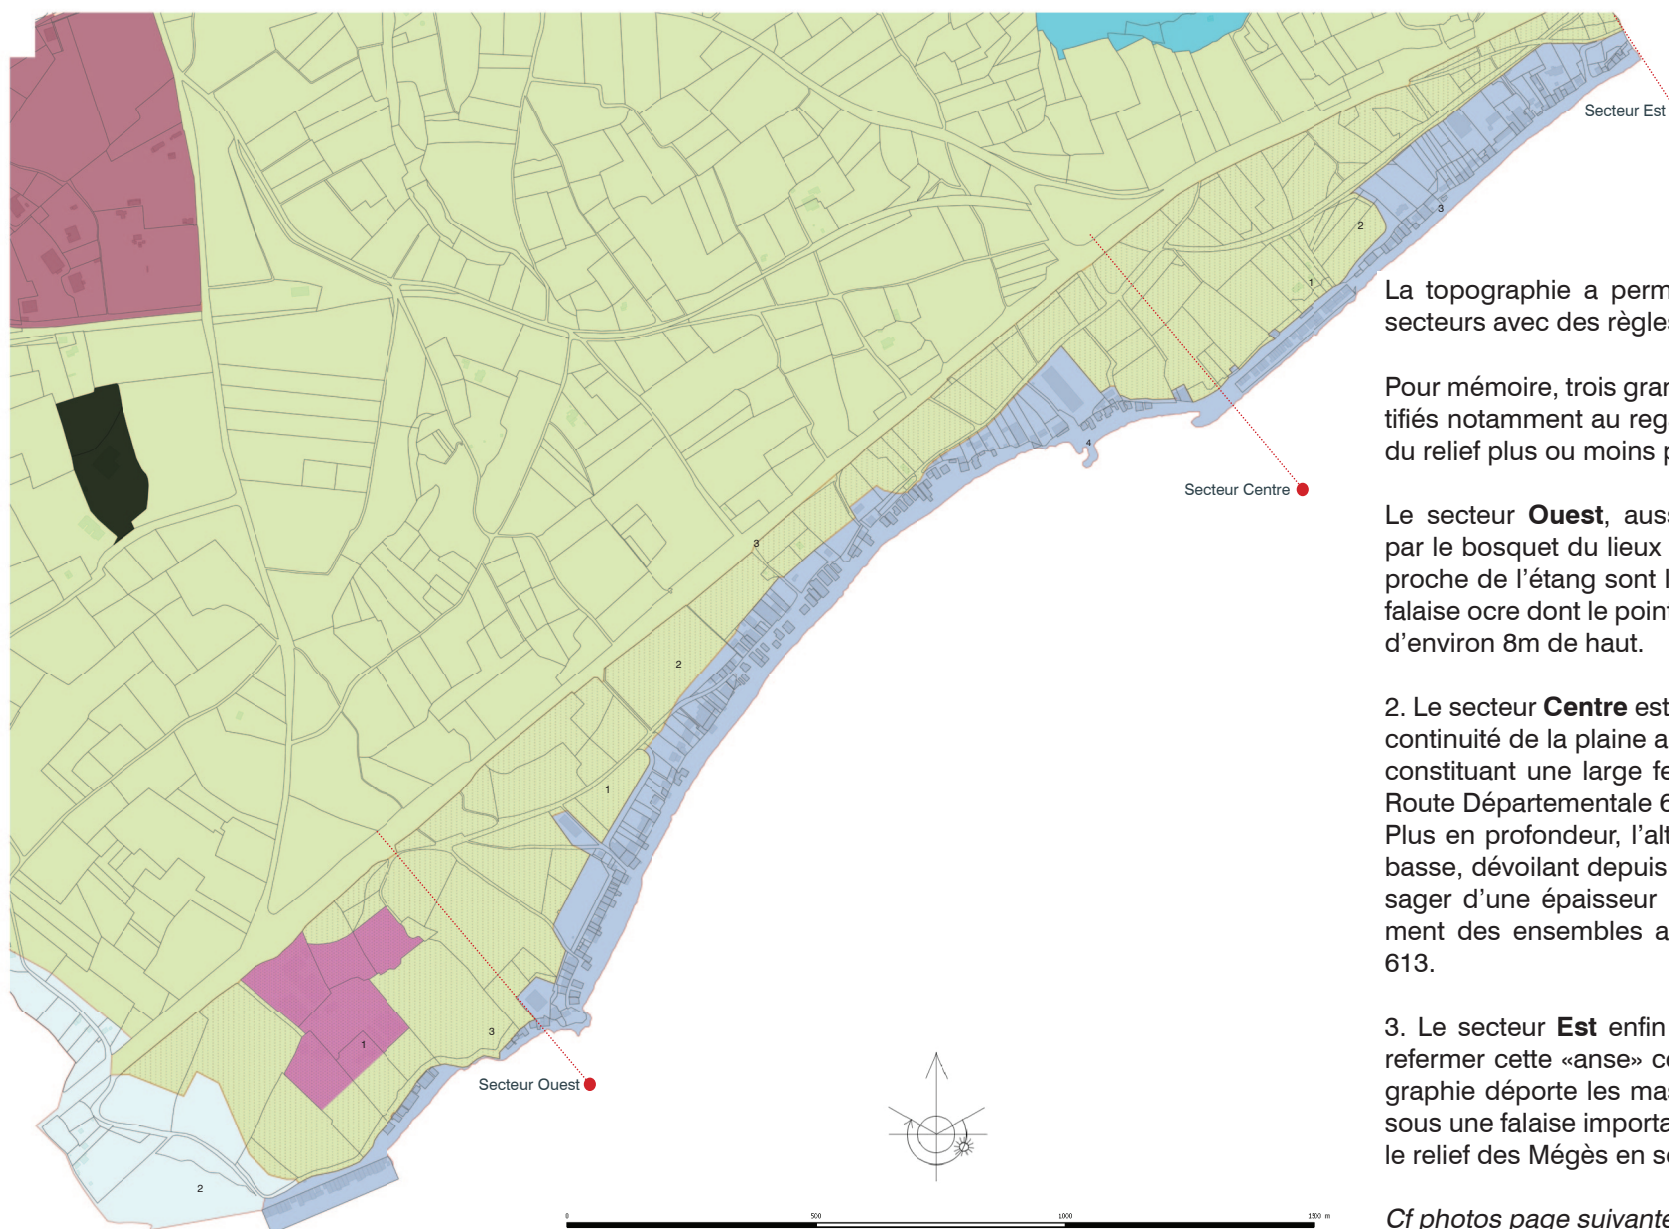 Secteur Est
2
3
1
4
Secteur Centre
3
2
1
3
1
Secteur Ouest
2
0 500 1000 1500 m
La topographie a perm
secteurs avec des règles
Pour mémoire, trois gran
tifiés notamment au rega
du relief plus ou moins p
Le secteur Ouest, auss
par le bosquet du lieux
proche de l'étang sont l
falaise ocre dont le point
d'environ 8m de haut.
2. Le secteur Centre est
continuité de la plaine a
constituant une large fe
Route Départementale 6
Plus en profondeur, l'alt
basse, dévoilant depuis
sager d'une épaisseur
ment des ensembles a
613.
3. Le secteur Est enfin
refermer cette «anse» co
graphie déporte les mas
sous une falaise importa
le relief des Mégès en se
Cf photos page suivante